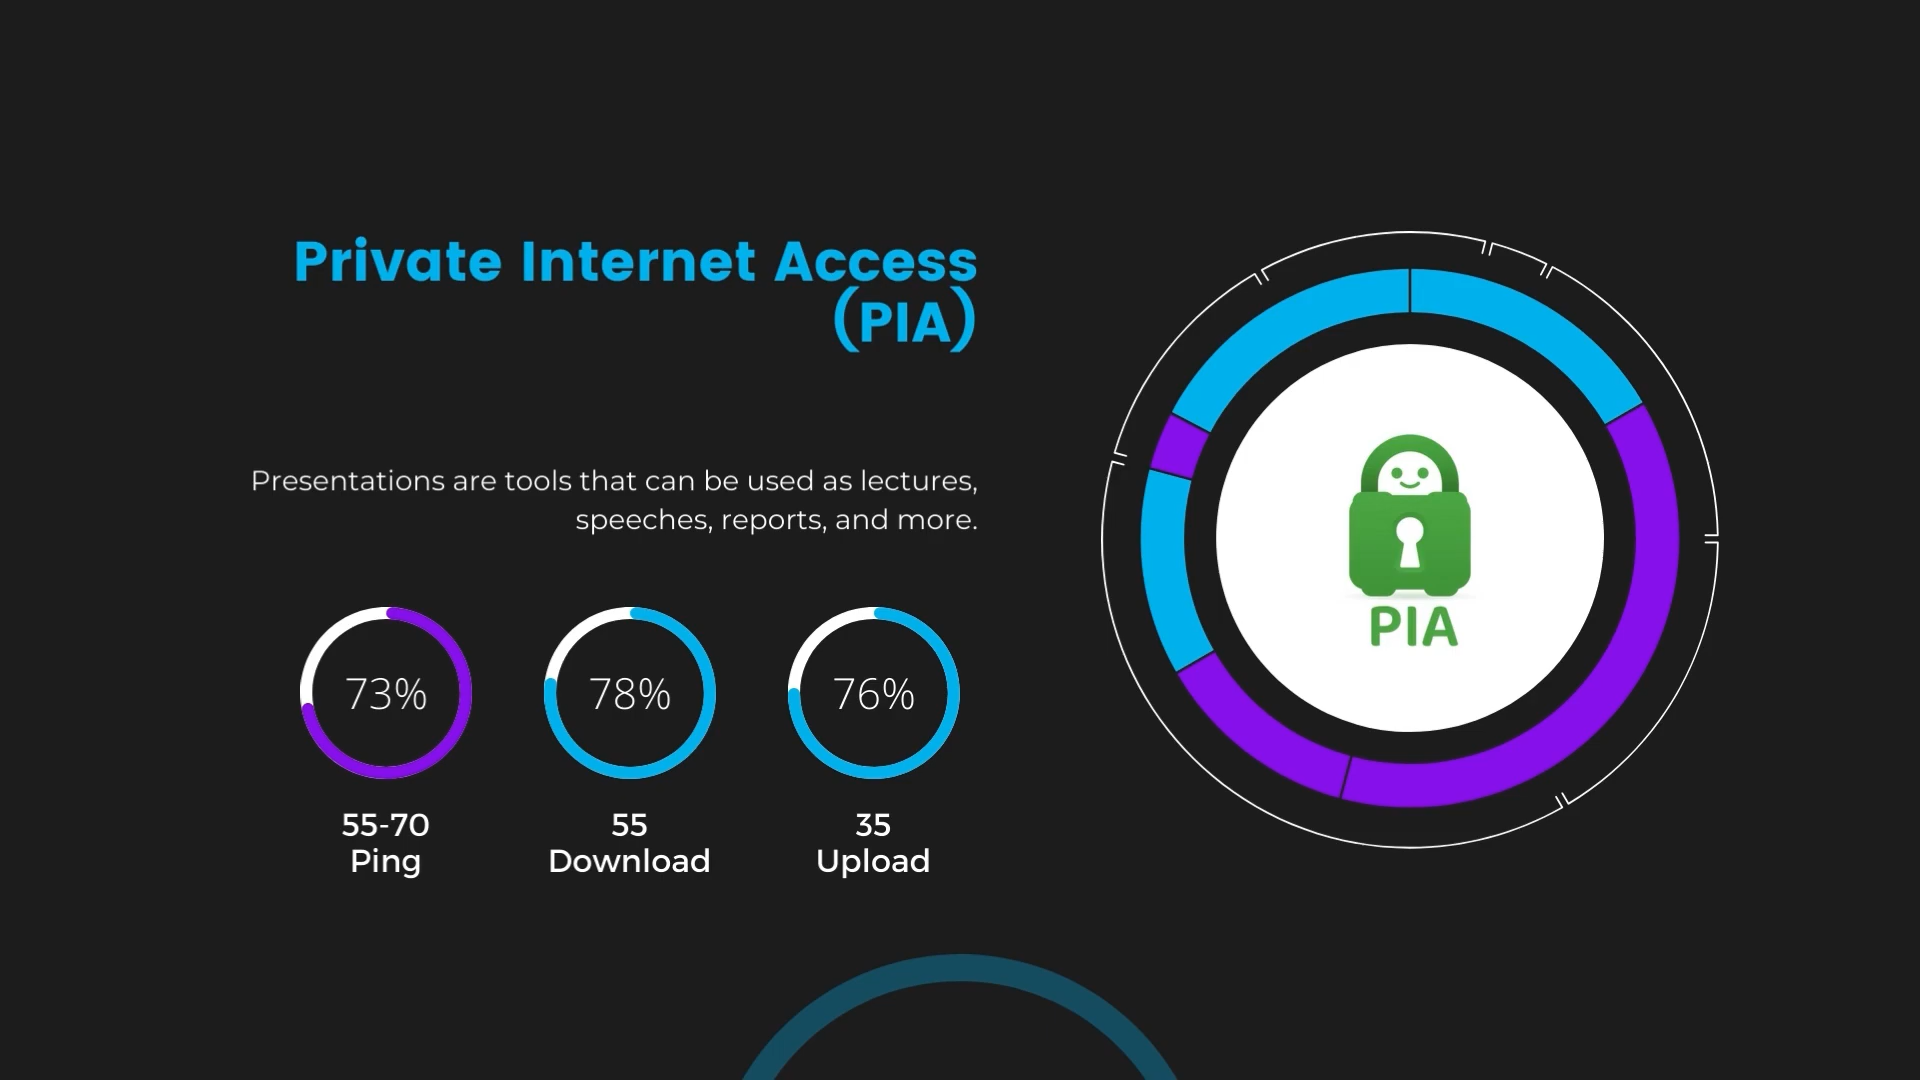 Private Internet Access
(PIA)
Presentations are tools that can be used as lectures,
speeches, reports, and more.
73%
78%
76%
55-70
Ping
55
Download
35
Upload
PIA